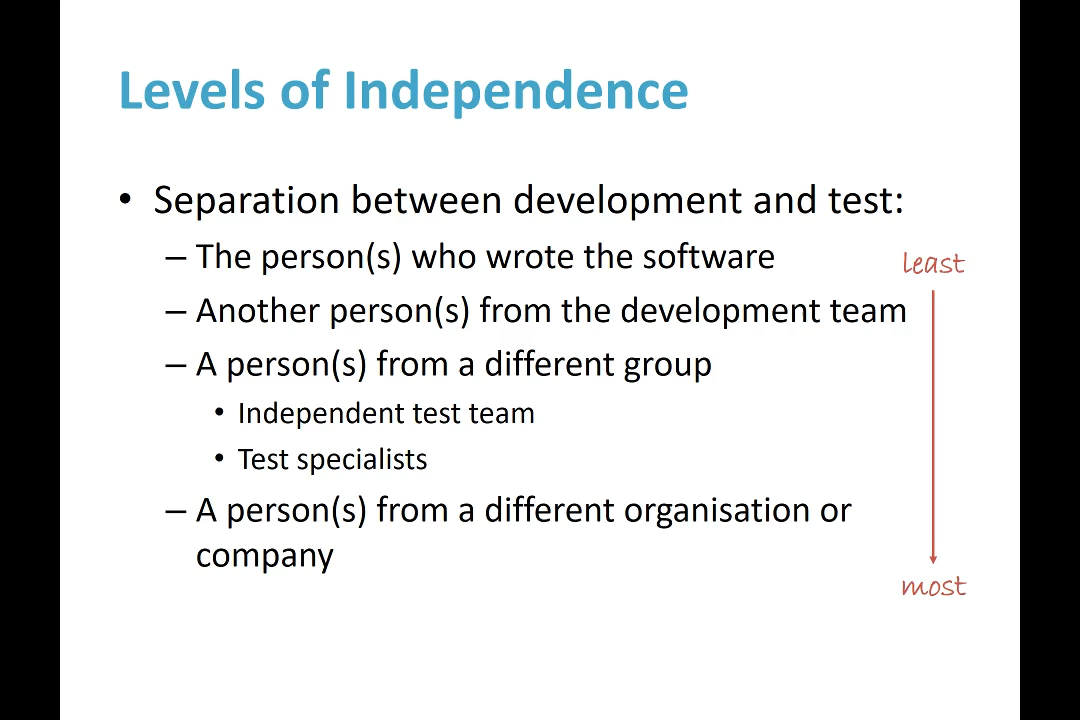 Levels of Independence
• Separation between development and test:
– The person(s) who wrote the software
least
– Another person(s) from the development team
– A person(s) from a different group
• Independent test team
• Test specialists
– A person(s) from a different organisation or
company
most